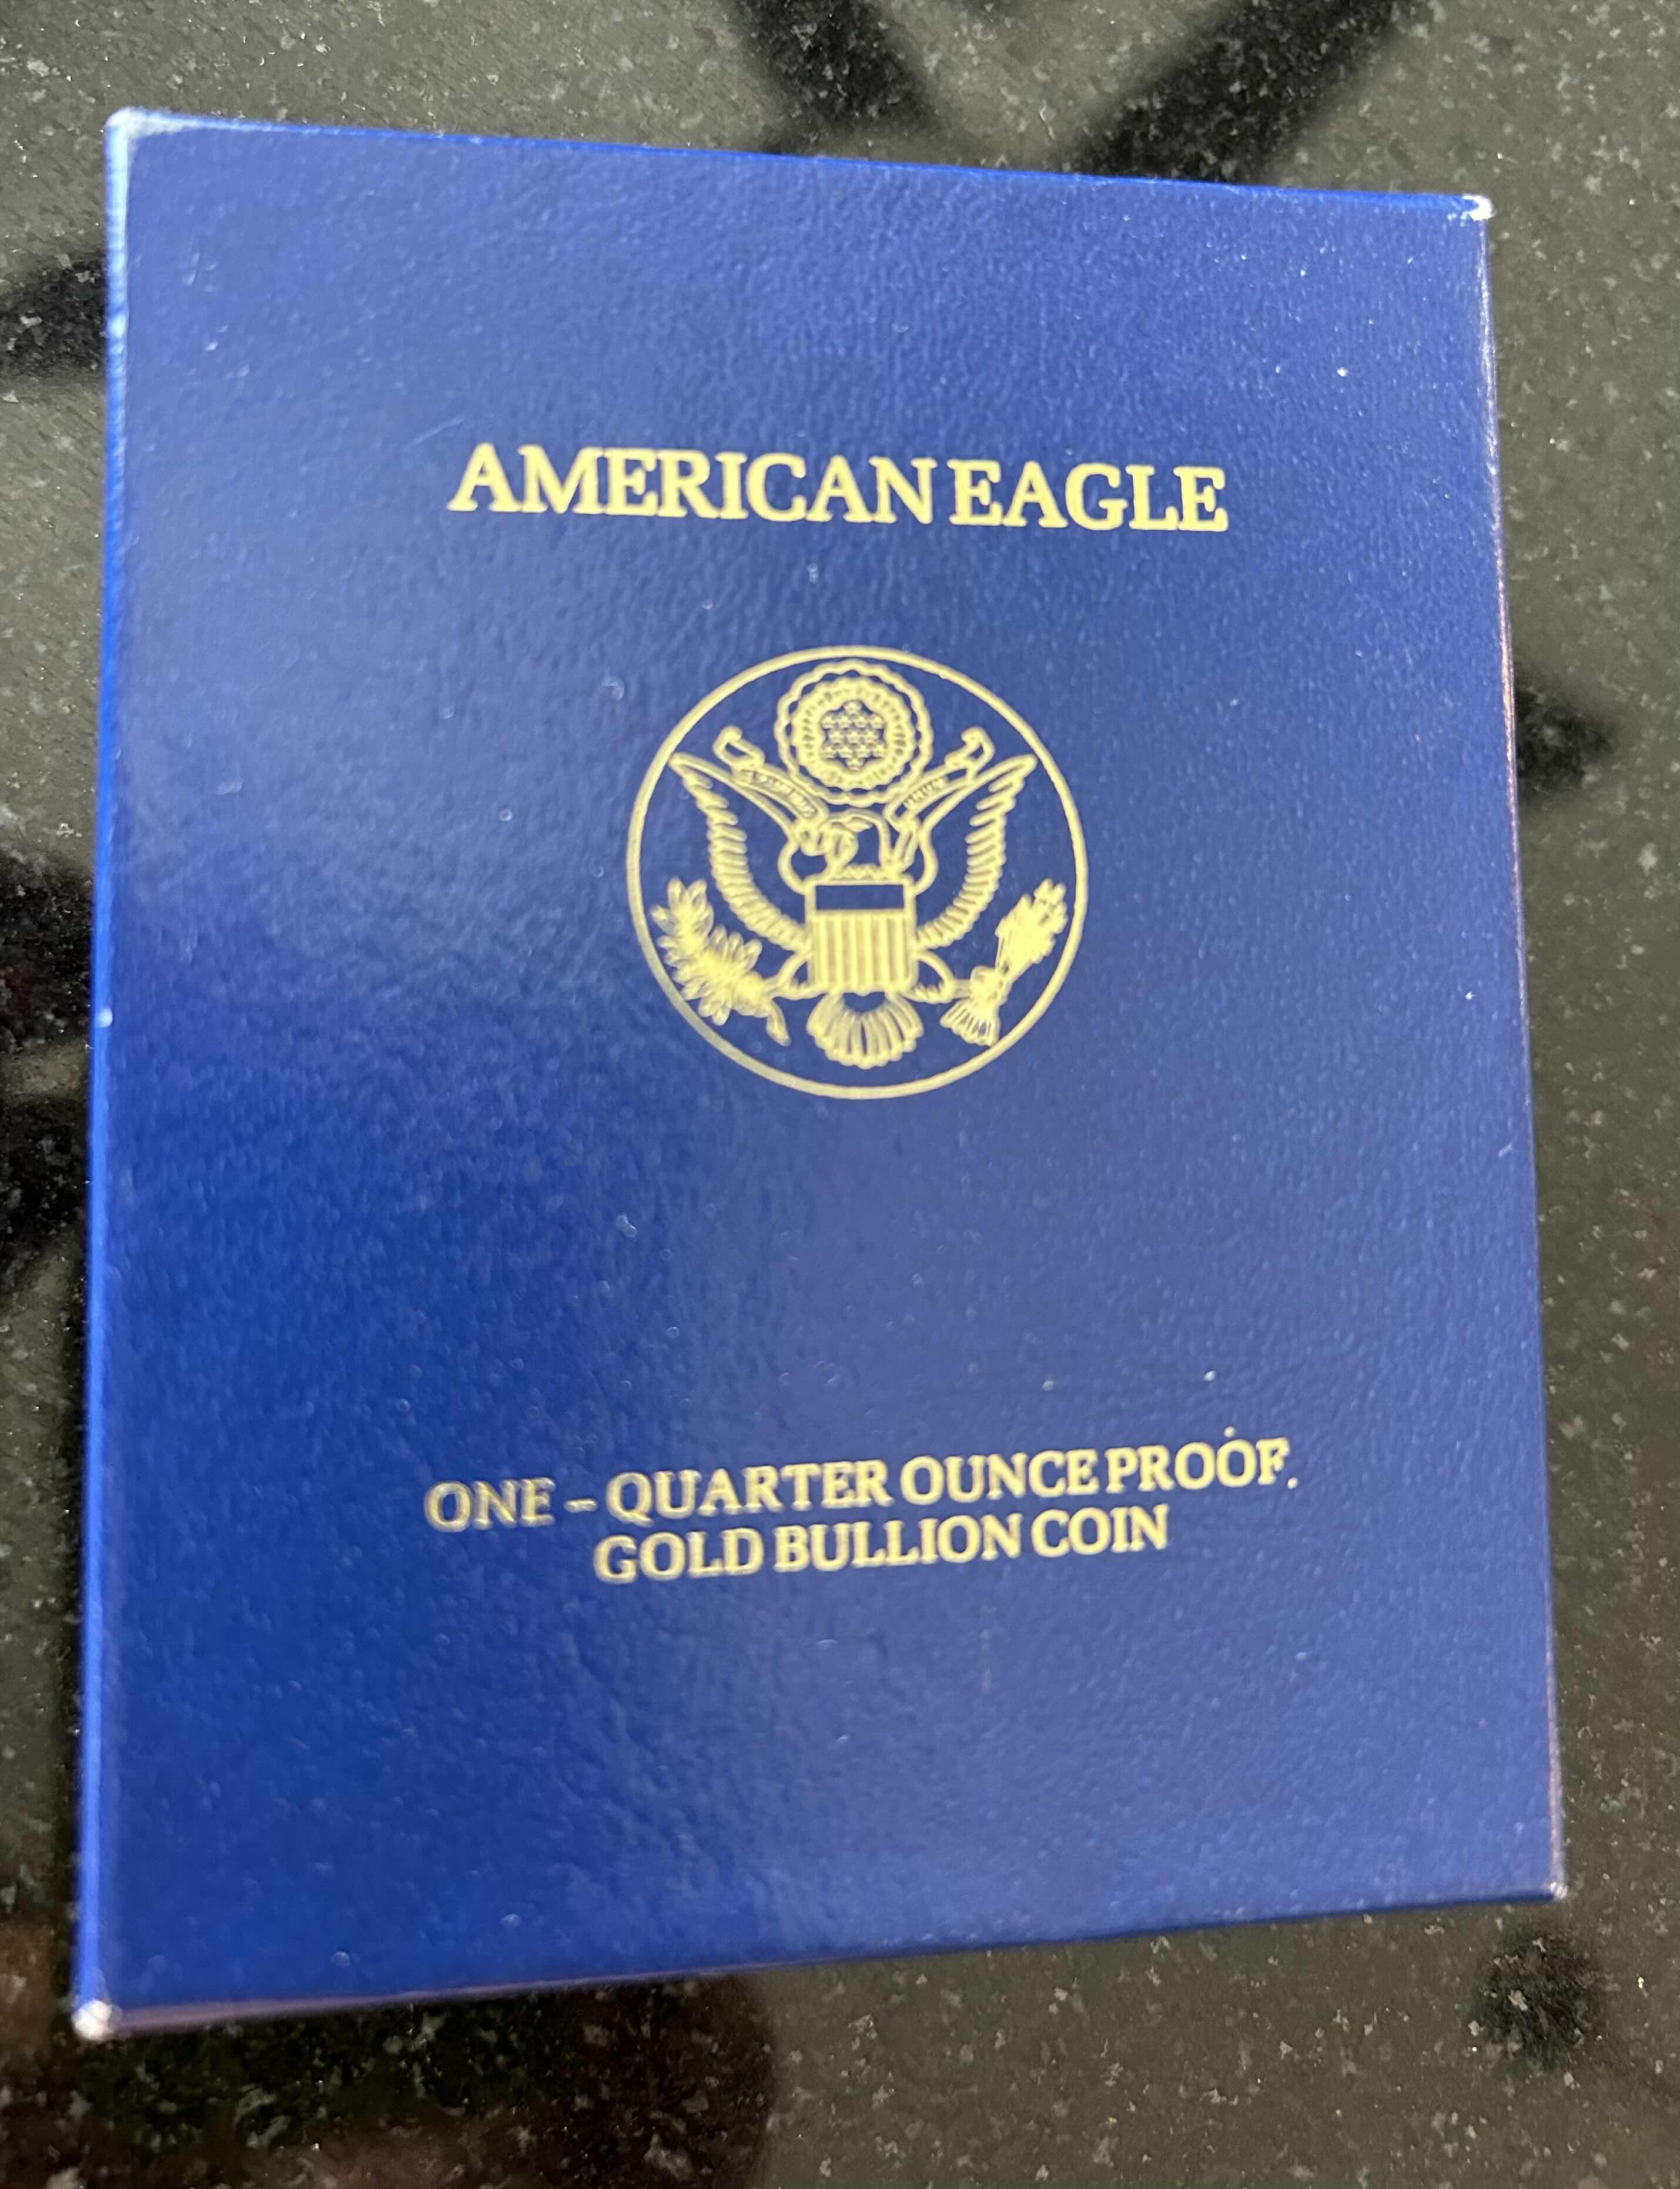 AMERICAN EAGLE
ONE – QUARTER OUNCE PROOF
GOLD BULLION COIN